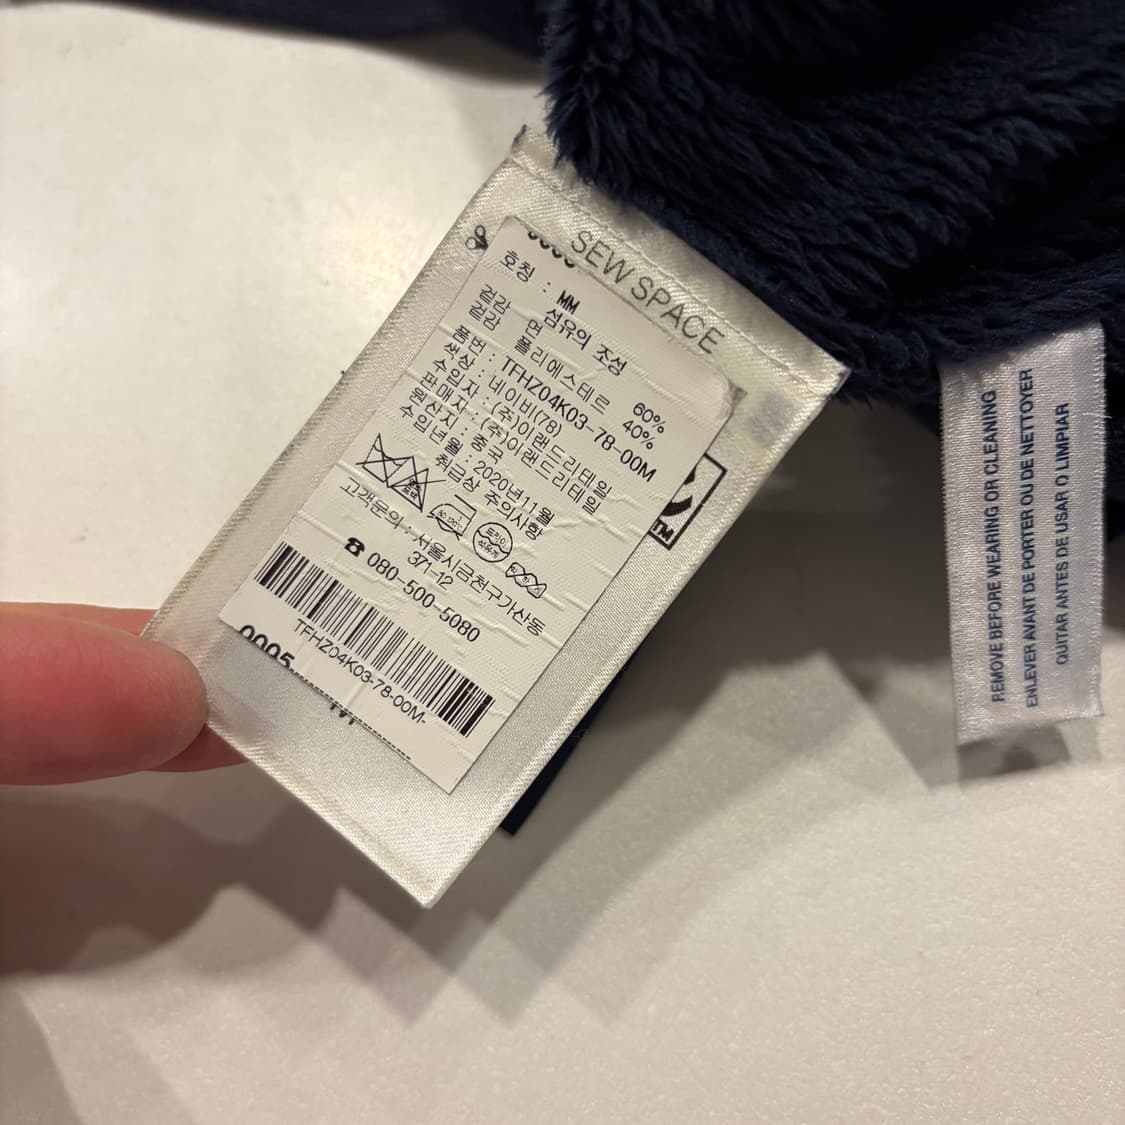 SEW SPACE
호칭 : MM
섬유의 조성
겉감 면 60%
겉감 폴리에스테르 40%
품번 : TFHZ04K03-78-00M
색상 : 네이비(78)
수입자 : (주)이랜드리테일
판매자 : (주)이랜드리테일
원산지 : 중국
수입년월 : 2020년11월
취급상 주의사항
고객문의 : 서울시금천구가산동
371-12
☎ 080-500-5080
TFHZ04K03-78-00M-
0005
TM
REMOVE BEFORE WEARING OR CLEANING
ENLEVER AVANT DE PORTER OU DE NETTOYER
QUITAR ANTES DE USAR O LIMPIAR